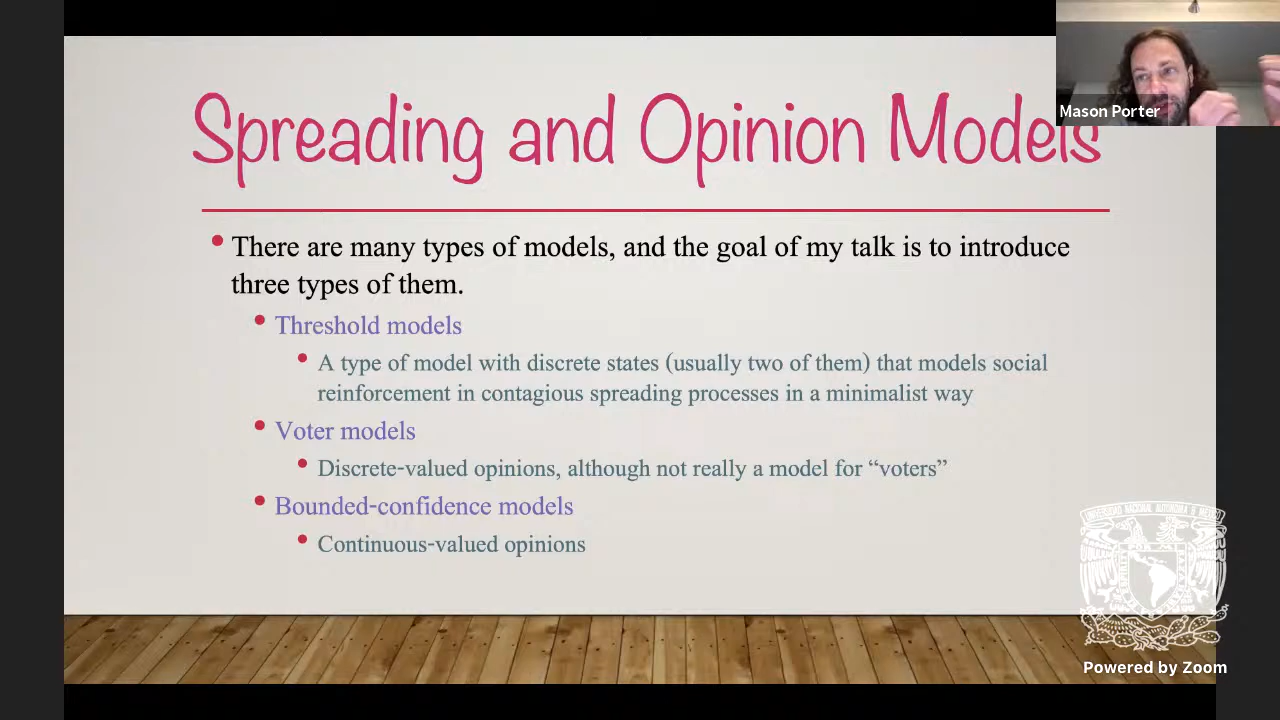 Spreading and Opinion Models
Mason Porter
• There are many types of models, and the goal of my talk is to introduce
three types of them.
• Threshold models
• A type of model with discrete states (usually two of them) that models social
reinforcement in contagious spreading processes in a minimalist way
• Voter models
• Discrete-valued opinions, although not really a model for “voters”
• Bounded-confidence models
• Continuous-valued opinions
Powered by Zoom